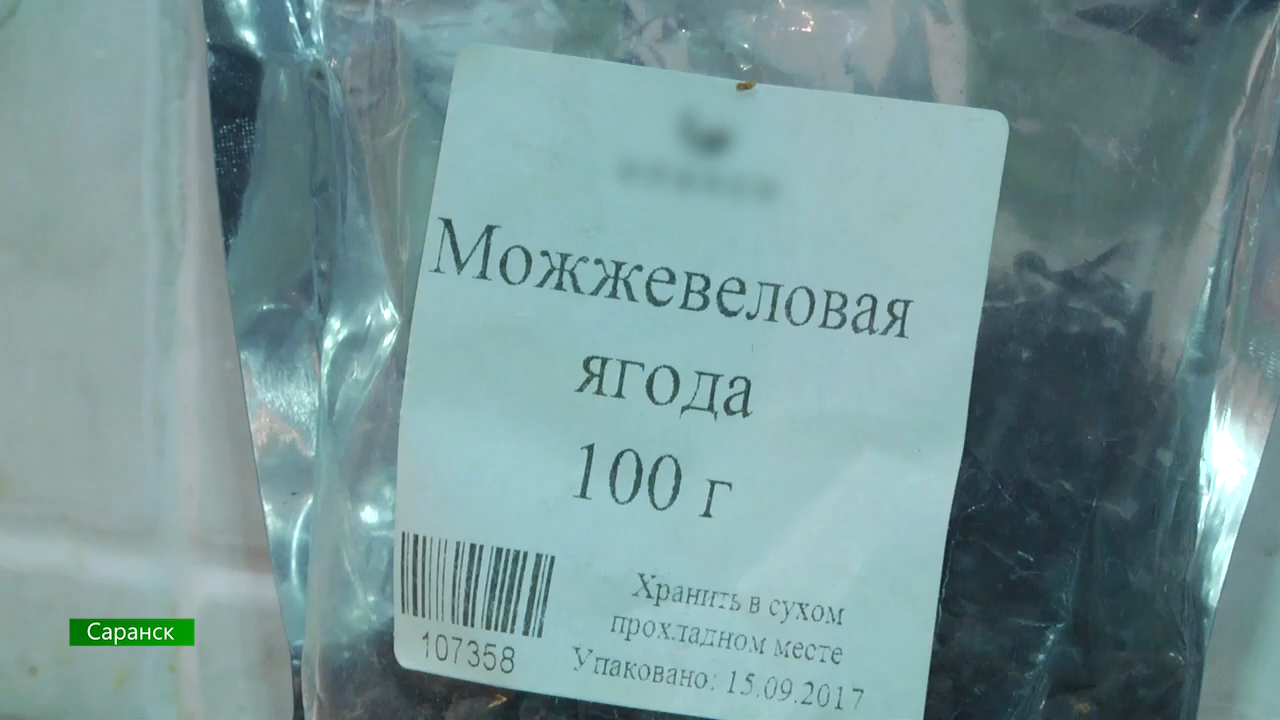 Можжевеловая
ягода
100 г
107358
Хранить в сухом
прохладном месте
Упаковано: 15.09.2017
Саранск